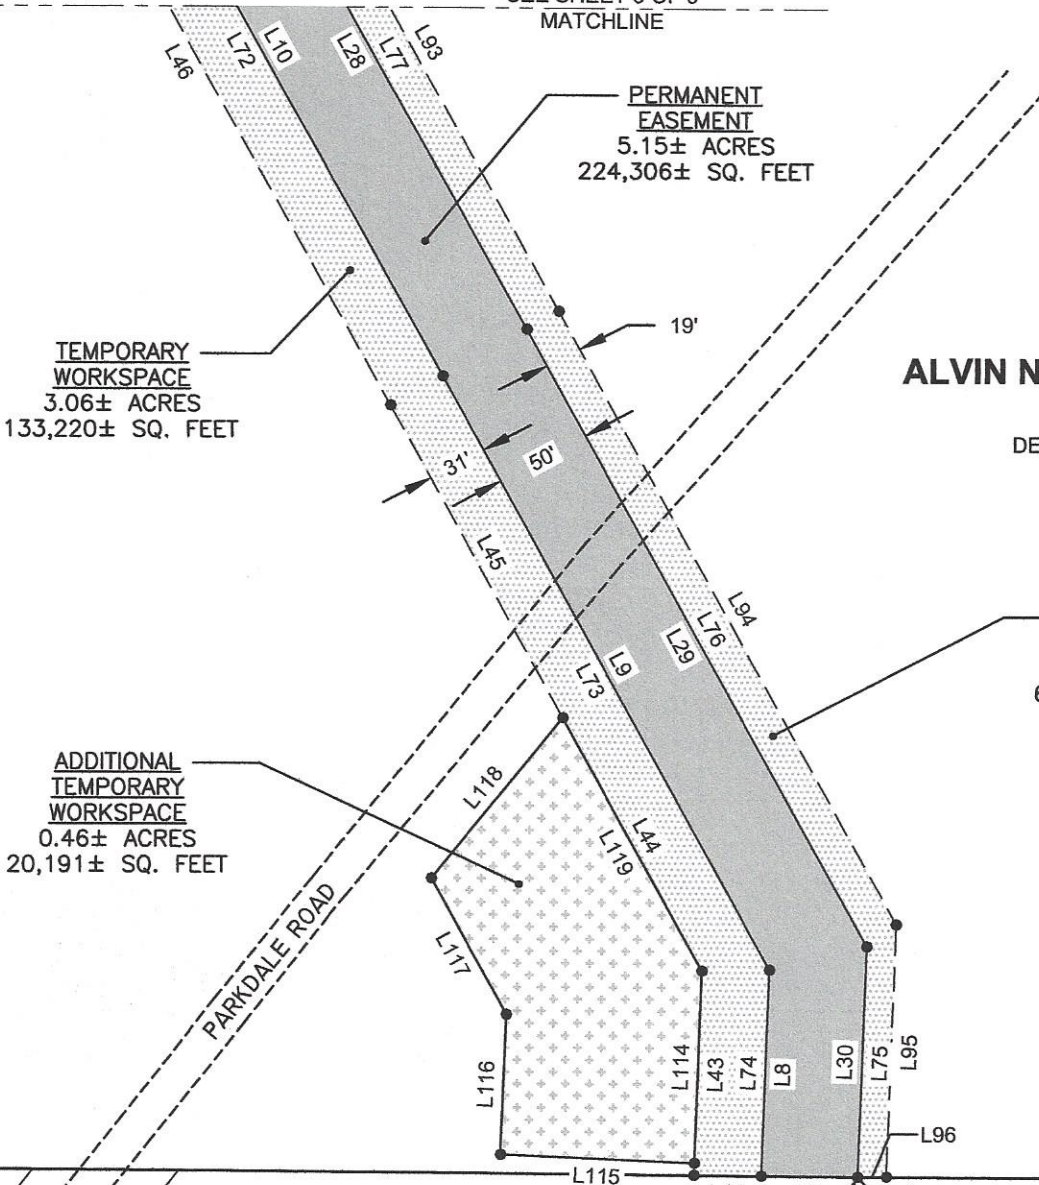 MATCHLINE
L46
L72
L10
L28
L77
L93
PERMANENT
EASEMENT
5.15± ACRES
224,306± SQ. FEET
19'
TEMPORARY
WORKSPACE
3.06± ACRES
133,220± SQ. FEET
ALVIN N
DE
31'
50'
L45
L73
L9
L29
L76
L94
6
ADDITIONAL
TEMPORARY
WORKSPACE
0.46± ACRES
20,191± SQ. FEET
L118
L44
L119
L117
PARKDALE ROAD
L116
L114
L43
L74
L8
L30
L75
L95
L96
L115